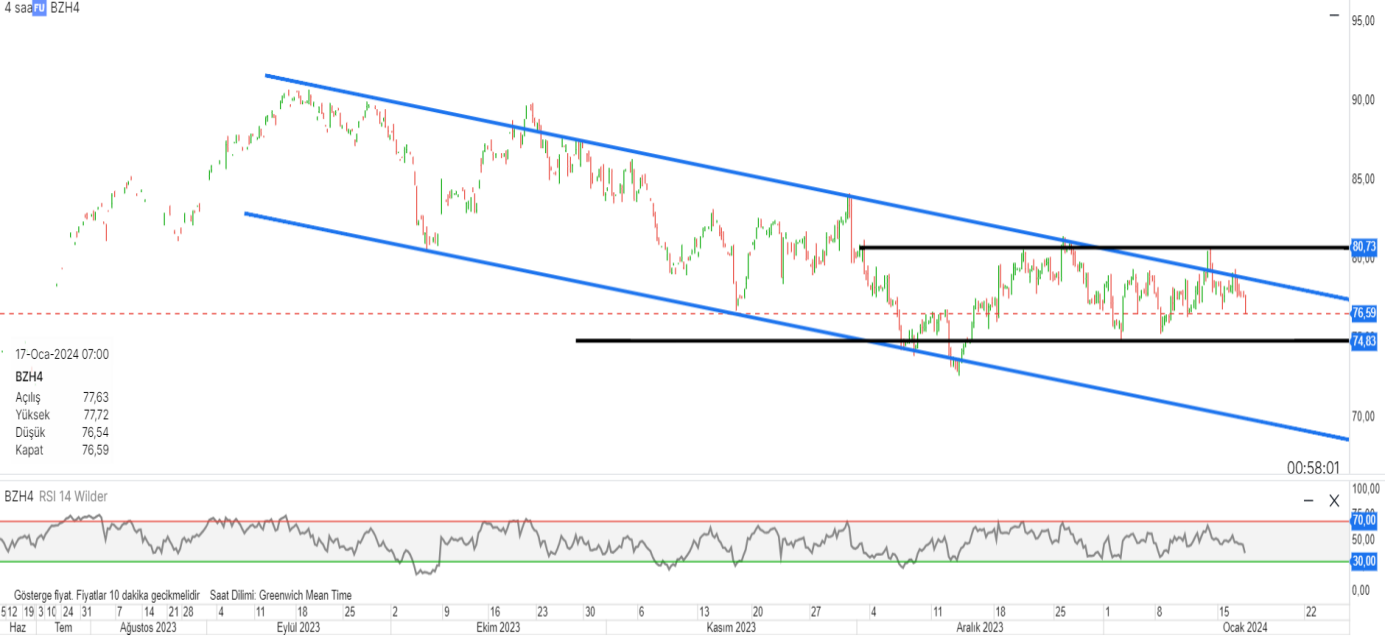 4 saa FU BZH4
95,00
90,00
85,00
80,73
80,00
76,59
74,83
70,00
17-Oca-2024 07:00
BZH4
Açılış 77,63
Yüksek 77,72
Düşük 76,54
Kapat 76,59
00:58:01
BZH4 RSI 14 Wilder
100,00
75,00
70,00
50,00
30,00
0,00
Gösterge fiyat. Fiyatlar 10 dakika gecikmelidir Saat Dilimi: Greenwich Mean Time
5 12 19 3 10 24 31 7 14 21 28 4 11 18 25 2 9 16 23 30 6 13 20 27 4 11 18 25 1 8 15 22
Haz Tem Ağustos 2023 Eylül 2023 Ekim 2023 Kasım 2023 Aralık 2023 Ocak 2024